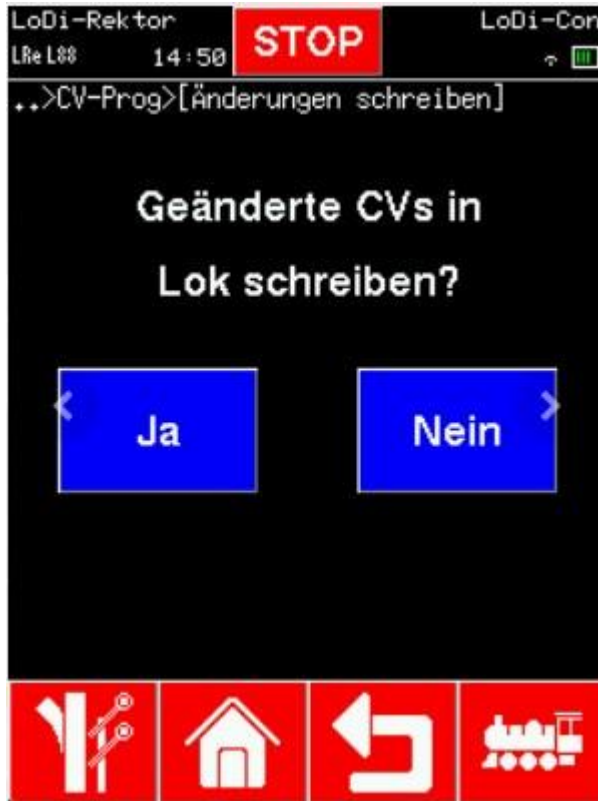 LoDi-Rektor
STOP
LoDi-Con
LRe L88
14:50
..>CV-Prog>[Änderungen schreiben]
Geänderte CVs in
Lok schreiben?
Ja
Nein